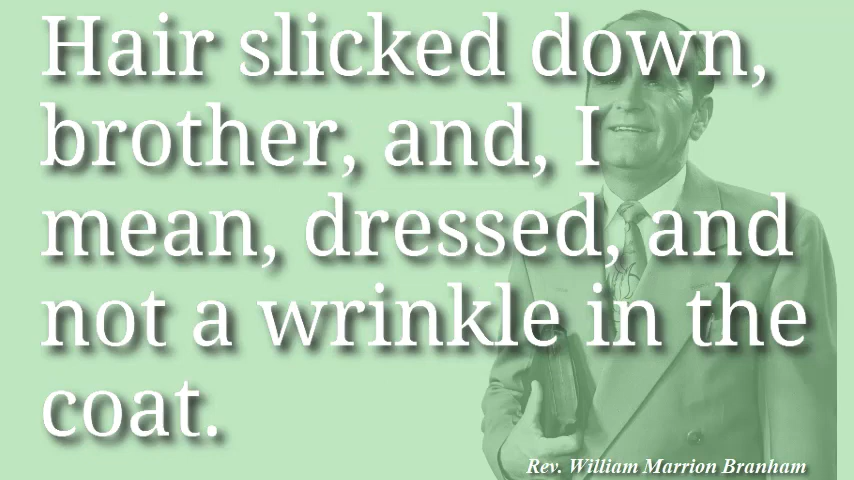 Hair slicked down,
brother, and, I
mean, dressed, and
not a wrinkle in the
coat.
Rev. William Marrion Branham